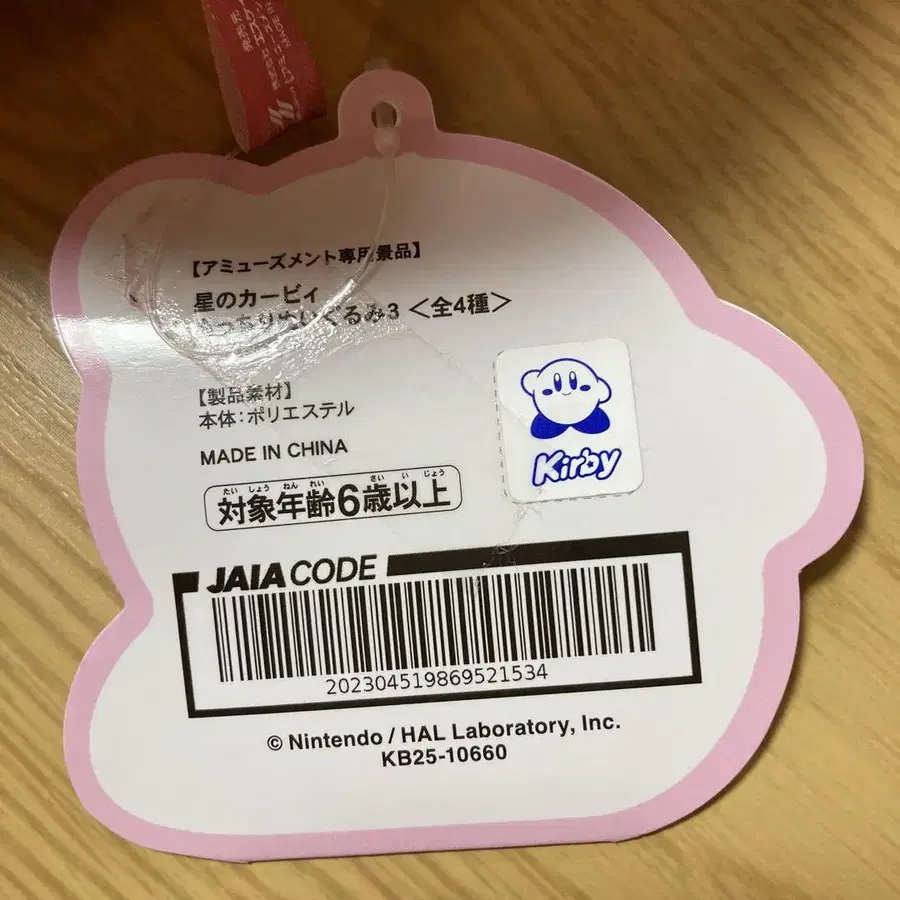 【アミューズメント専用景品】
星のカービィ
ぬいぐるみ3 <全4種>
【製品素材】
本体:ポリエステル
MADE IN CHINA
たい しょう ねん れい さい い じょう
対象年齢6歳以上
Kirby
JAIA CODE
202304519869521534
© Nintendo / HAL Laboratory, Inc.
KB25-10660